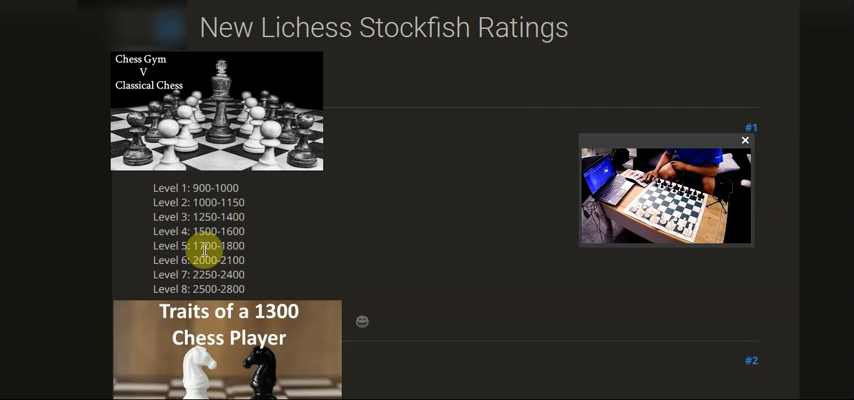 New Lichess Stockfish Ratings
Chess Gym
V
Classical Chess
#1
Level 1: 900-1000
Level 2: 1000-1150
Level 3: 1250-1400
Level 4: 1500-1600
Level 5: 1700-1800
Level 6: 2000-2100
Level 7: 2250-2400
Level 8: 2500-2800
Traits of a 1300
Chess Player
#2